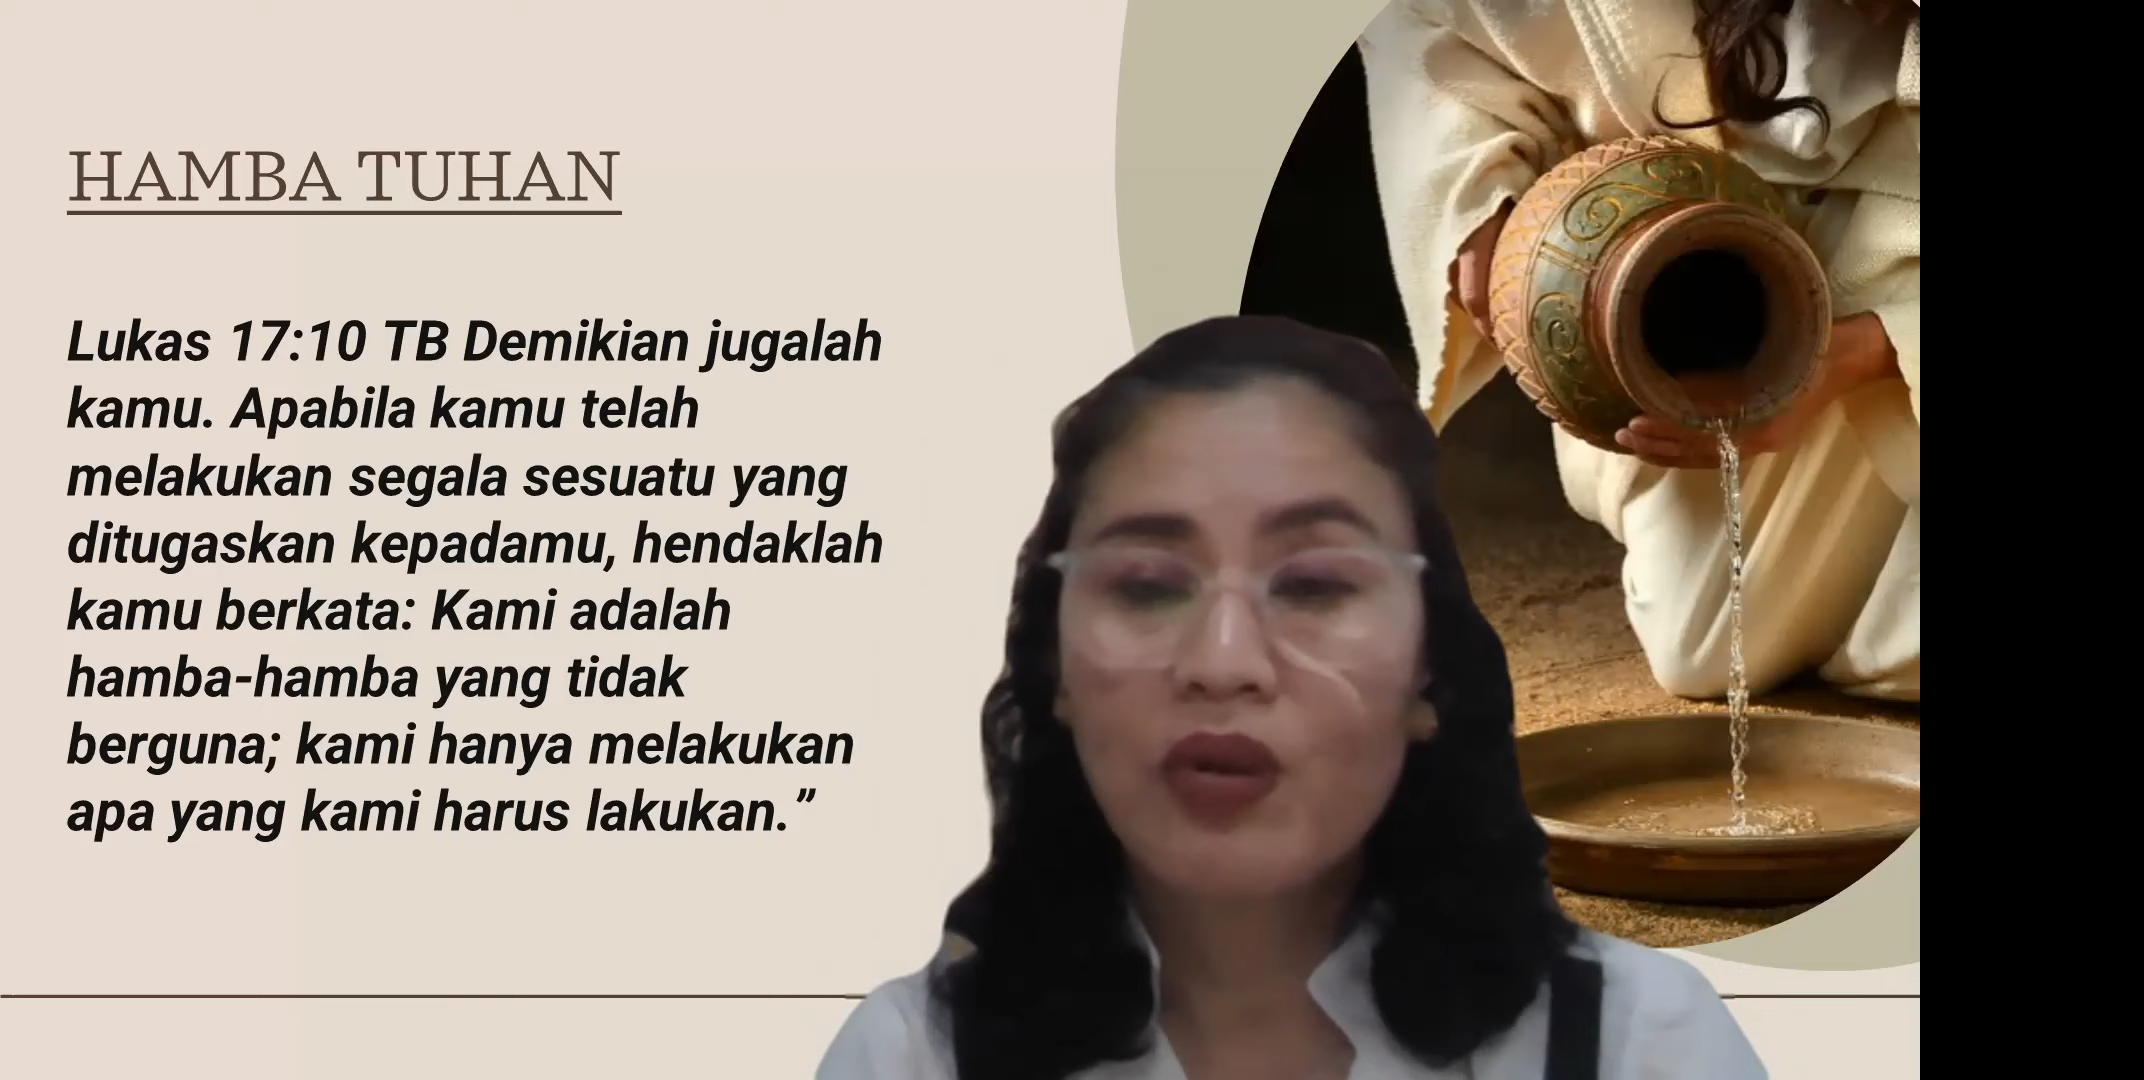 HAMBA TUHAN
Lukas 17:10 TB Demikian jugalah
kamu. Apabila kamu telah
melakukan segala sesuatu yang
ditugaskan kepadamu, hendaklah
kamu berkata: Kami adalah
hamba-hamba yang tidak
berguna; kami hanya melakukan
apa yang kami harus lakukan.”